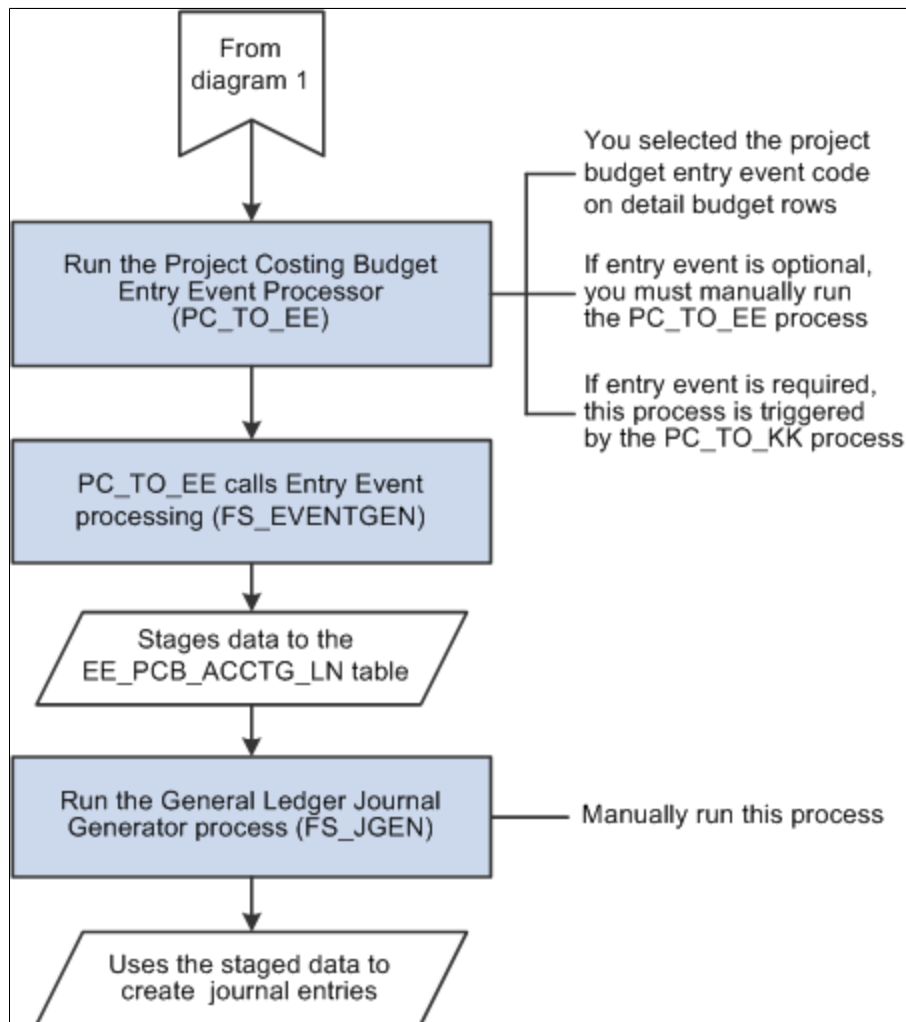 From
diagram 1
You selected the project
budget entry event code
on detail budget rows
Run the Project Costing Budget
Entry Event Processor
(PC_TO_EE)
If entry event is optional,
you must manually run
the PC_TO_EE process
If entry event is required,
this process is triggered
by the PC_TO_KK process
PC_TO_EE calls Entry Event
processing (FS_EVENTGEN)
Stages data to the
EE_PCB_ACCTG_LN table
Run the General Ledger Journal
Generator process (FS_JGEN)
Manually run this process
Uses the staged data to
create journal entries